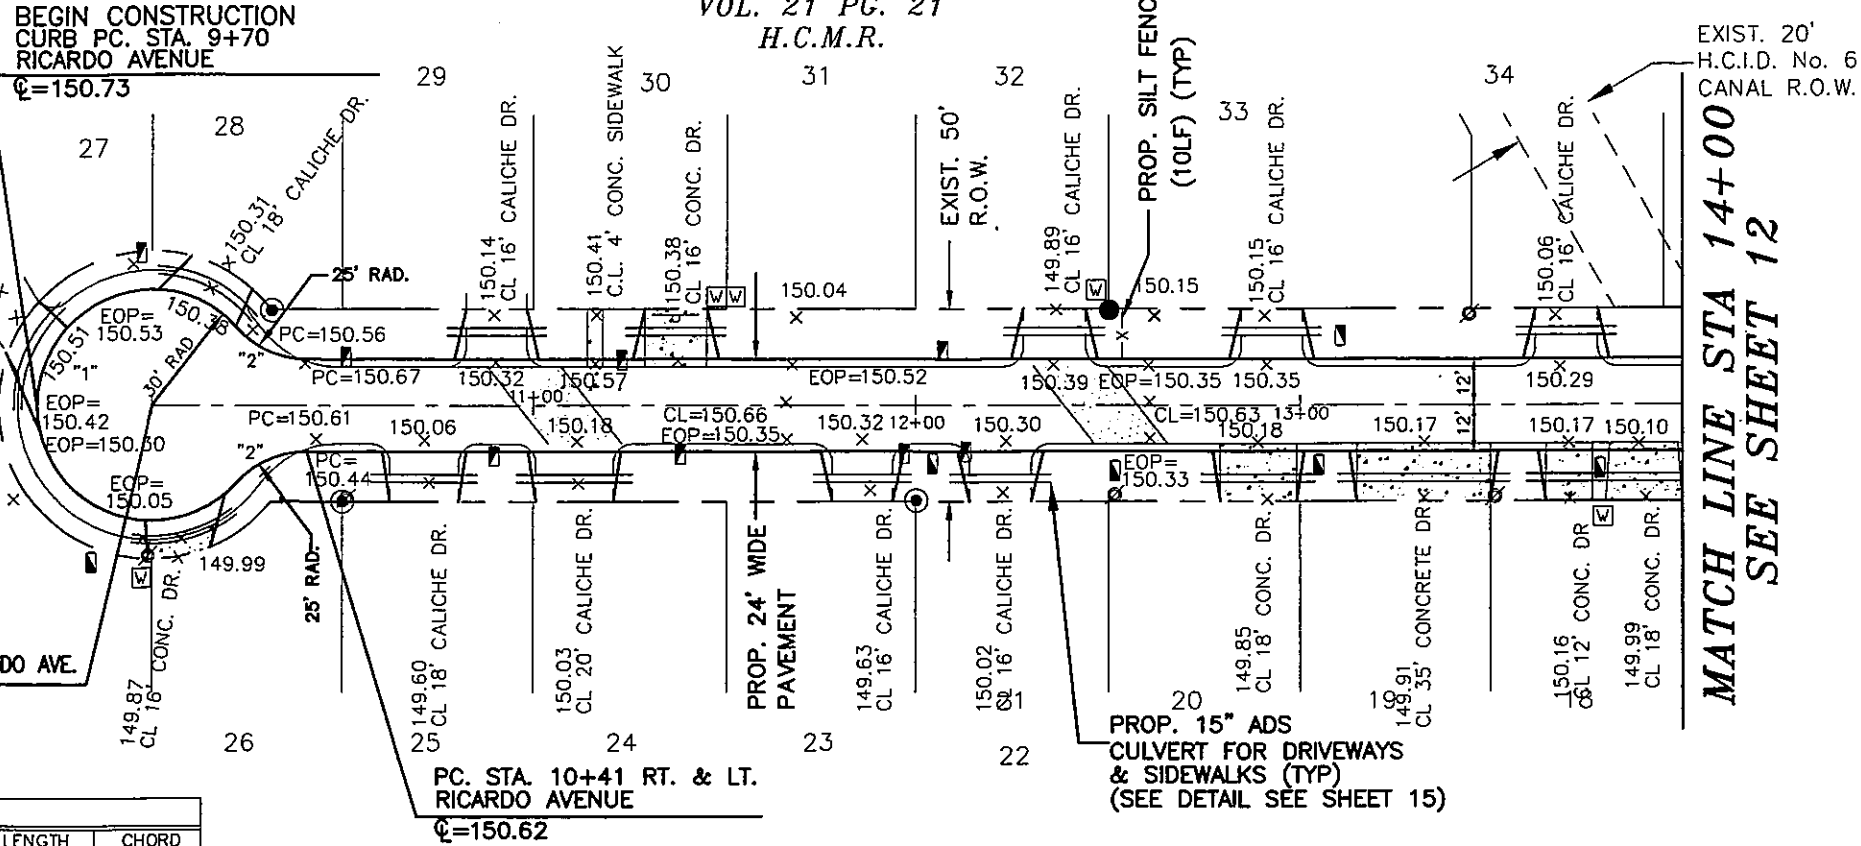 BEGIN CONSTRUCTION
CURB PC. STA. 9+70
RICARDO AVENUE
℄=150.73
VOL. 21 PG. 21
H.C.M.R.
EXIST. 20'
H.C.I.D. No. 6
CANAL R.O.W.
27
28
29
30
31
32
33
34
150.31
CL 18' CALICHE DR.
150.14
CL 16' CALICHE DR.
150.41
C.L. 4' CONC. SIDEWALK
150.38
CL 16' CONC. DR.
EXIST. 50'
R.O.W.
149.89
CL 16' CALICHE DR.
PROP. SILT FENC
(10LF) (TYP)
150.15
CL 16' CALICHE DR.
150.06
CL 16' CALICHE DR.
MATCH LINE STA 14+00
SEE SHEET 12
25' RAD.
W W
150.04
W
150.15
EOP=
150.53
150.36
150.51
"1"
30' RAD
"2"
PC=150.56
PC=150.67
150.32
150.57
EOP=150.52
150.39
EOP=150.35
150.35
12'
12'
150.29
EOP=
150.42
EOP=150.30
11+00
PC=150.61
150.06
150.18
CL=150.66
EOP=150.35
150.32
12+00
150.30
CL=150.63
13+00
150.18
150.17
150.17
150.10
"2"
PC=
150.44
EOP=
150.05
EOP=
150.33
149.99
W
W
25' RAD.
DO AVE.
149.87
CL 16' CONC. DR.
149.60
CL 18' CALICHE DR.
150.03
CL 20' CALICHE DR.
PROP. 24' WIDE
PAVEMENT
149.63
CL 16' CALICHE DR.
150.02
CL 16' CALICHE DR.
149.85
CL 18' CONC. DR.
149.91
CL 35' CONCRETE DR.
150.16
CL 12' CONC. DR
149.99
CL 18' CONC. DR.
26
25
24
23
22
21
20
19
18
PC. STA. 10+41 RT. & LT.
RICARDO AVENUE
℄=150.62
PROP. 15" ADS
CULVERT FOR DRIVEWAYS
& SIDEWALKS (TYP)
(SEE DETAIL SEE SHEET 15)
LENGTH
CHORD